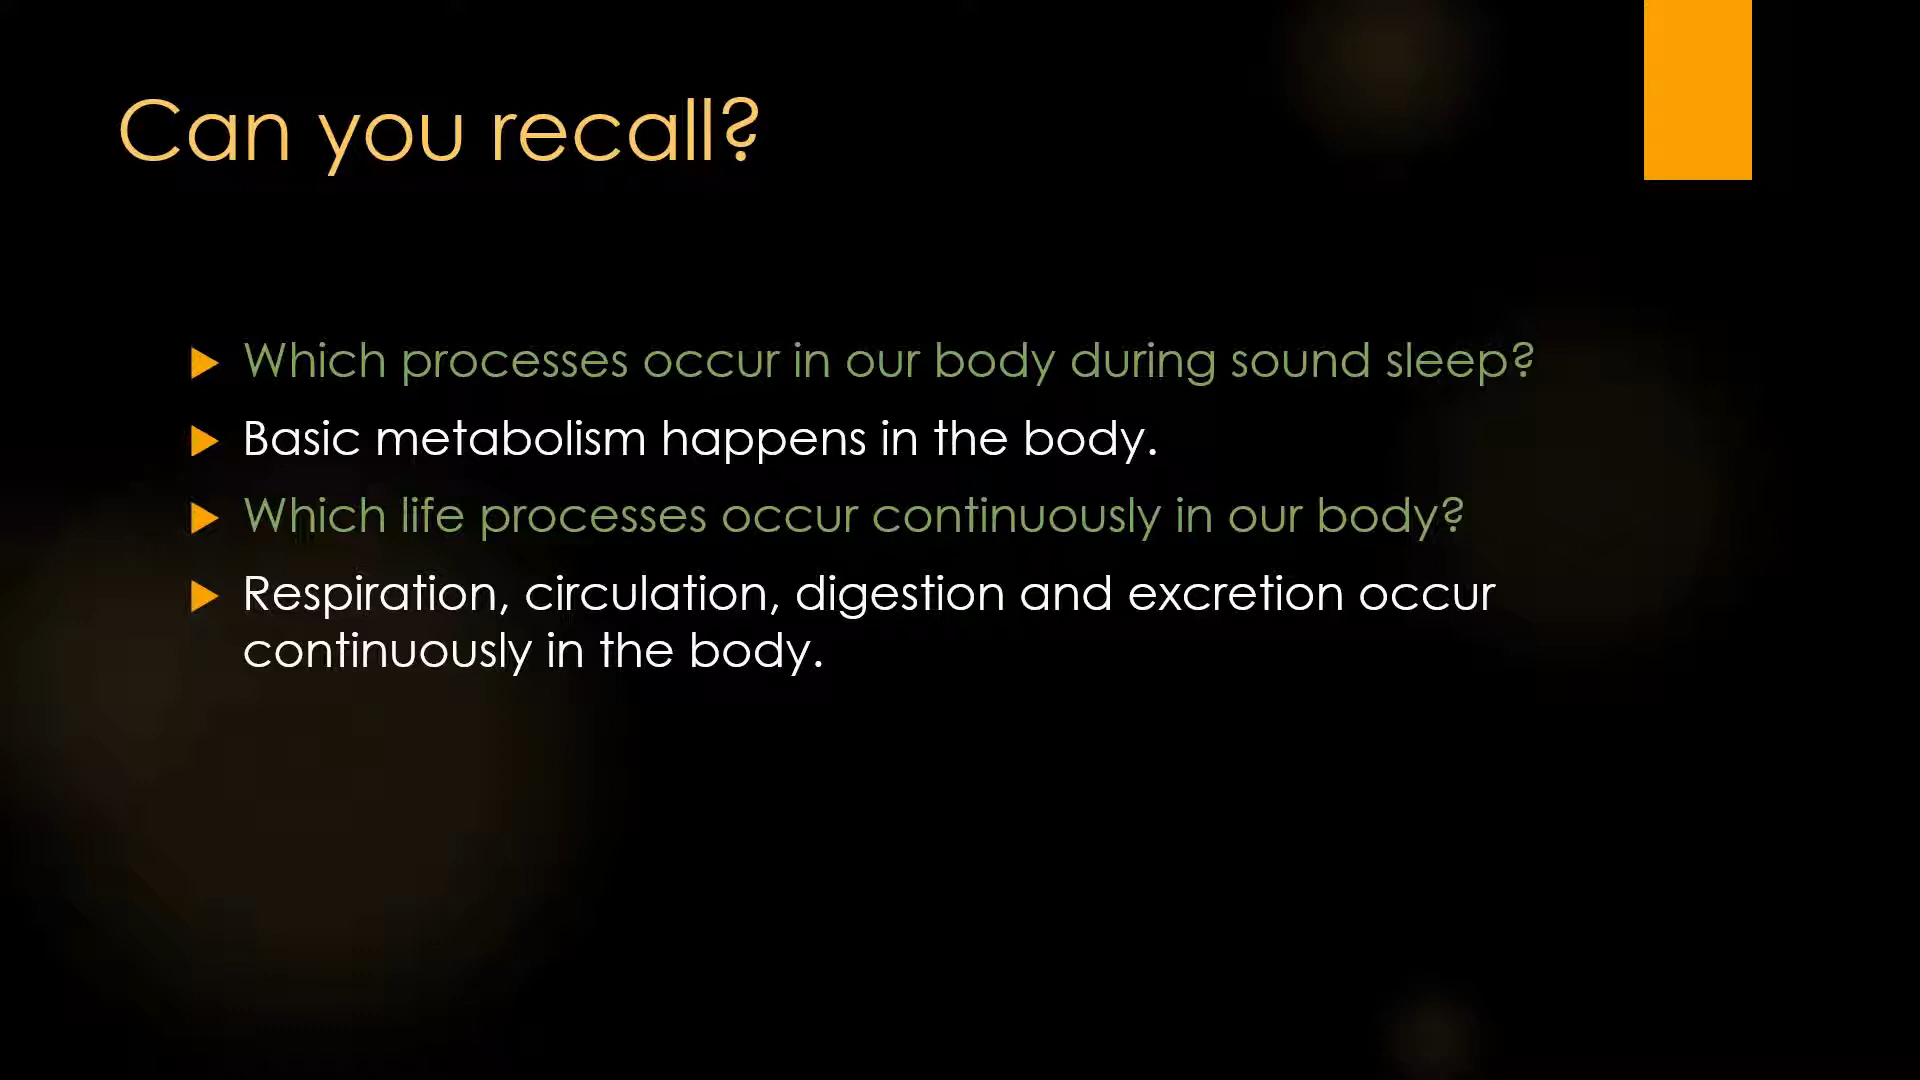 Can you recall?
Which processes occur in our body during sound sleep?
Basic metabolism happens in the body.
Which life processes occur continuously in our body?
Respiration, circulation, digestion and excretion occur
continuously in the body.